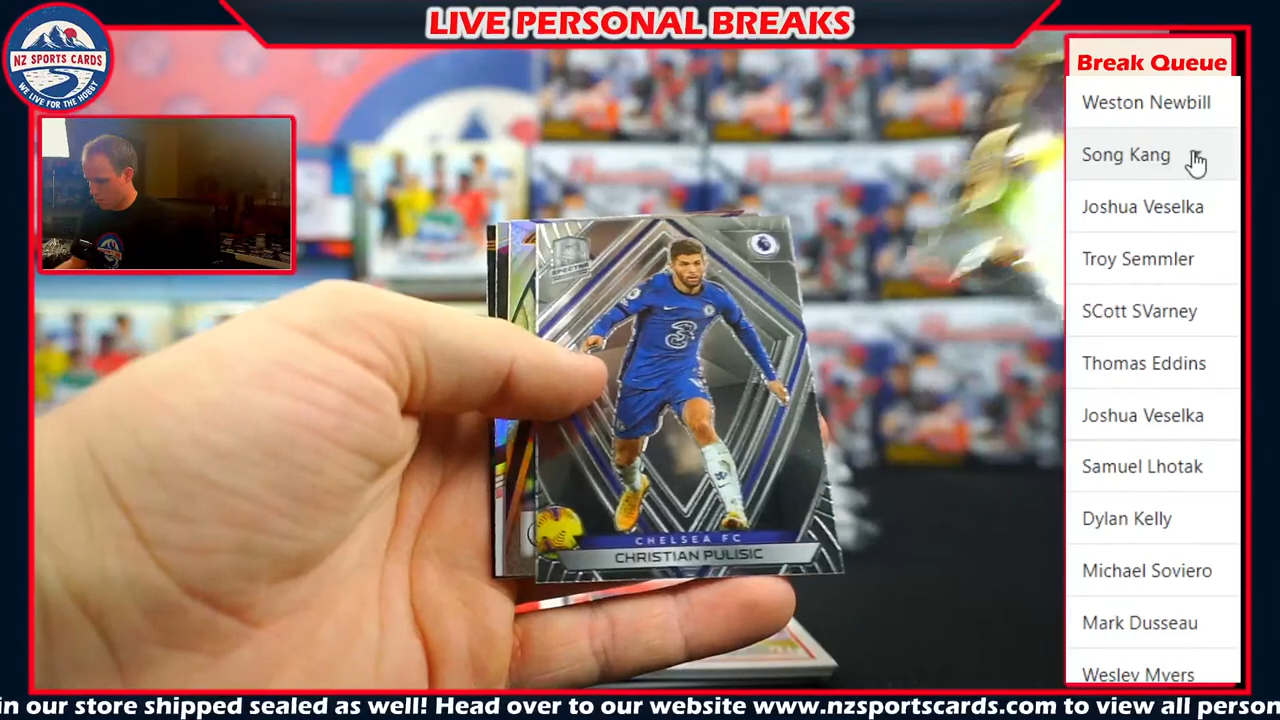 LIVE PERSONAL BREAKS
NZ SPORTS CARDS
WE LIVE FOR THE HOBBY
Break Queue
Weston Newbill
Song Kang
Joshua Veselka
Troy Semmler
SCott SVarney
Thomas Eddins
Joshua Veselka
Samuel Lhotak
Dylan Kelly
Michael Soviero
Mark Dusseau
Wesley Myers
SPECTRA
3
CHELSEA FC
CHRISTIAN PULISIC
in our store shipped sealed as well! Head over to our website www.nzsportscards.com to view all person